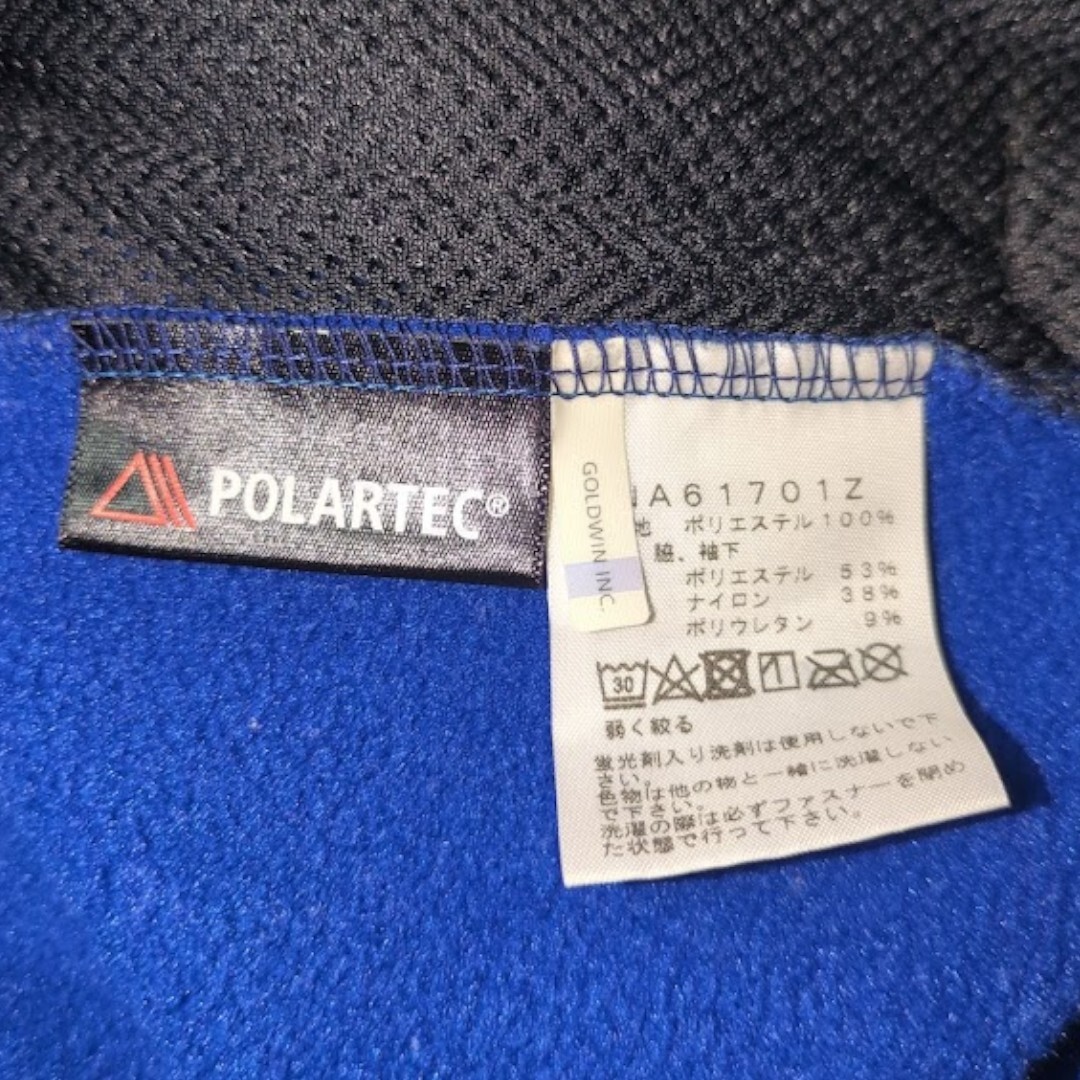 POLARTEC®
GOLDWIN INC.
NA61701Z
地 ポリエステル100%
脇、袖下
ポリエステル 53%
ナイロン 38%
ポリウレタン 9%
30
弱く絞る
蛍光剤入り洗剤は使用しないで下
さい。
色物は他の物と一緒に洗濯しない
で下さい。
洗濯の際は必ずファスナーを閉め
た状態で行って下さい。